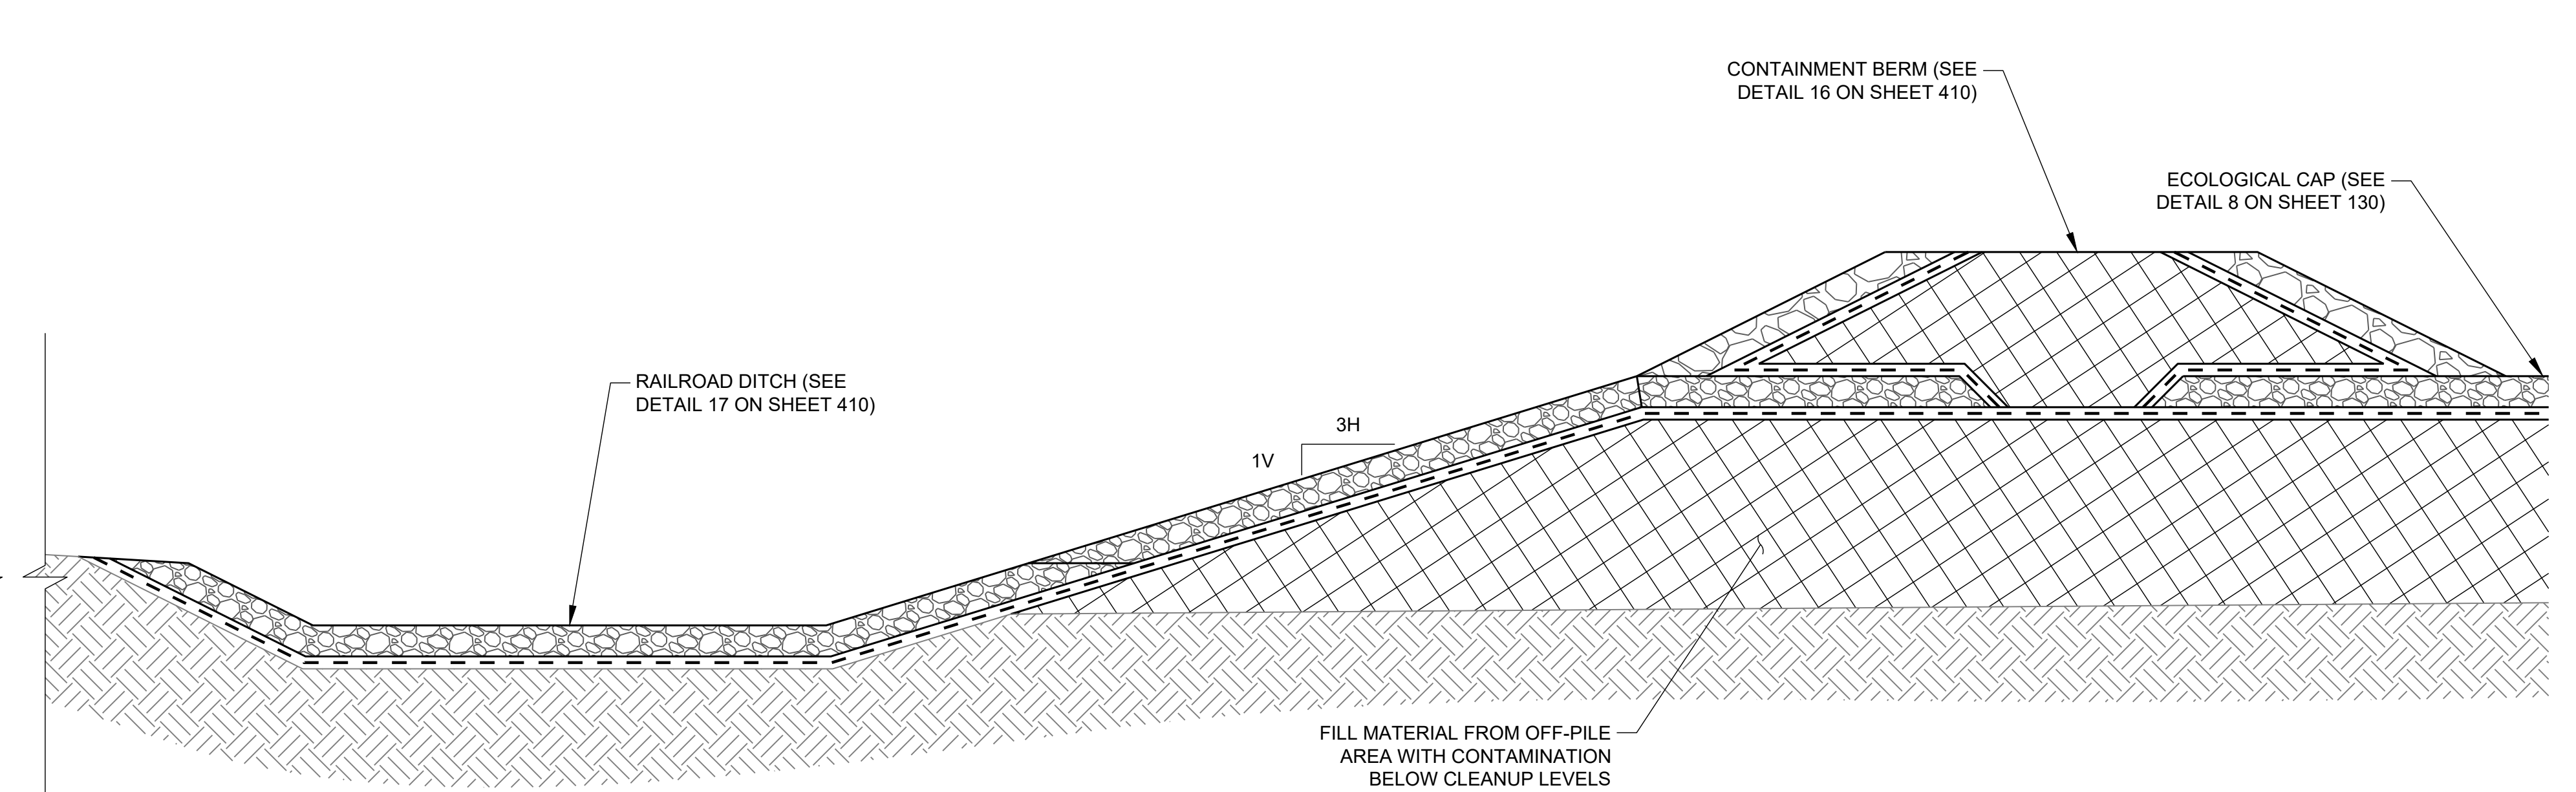 CONTAINMENT BERM (SEE
DETAIL 16 ON SHEET 410)
ECOLOGICAL CAP (SEE
DETAIL 8 ON SHEET 130)
RAILROAD DITCH (SEE
DETAIL 17 ON SHEET 410)
3H
1V
FILL MATERIAL FROM OFF-PILE
AREA WITH CONTAMINATION
BELOW CLEANUP LEVELS